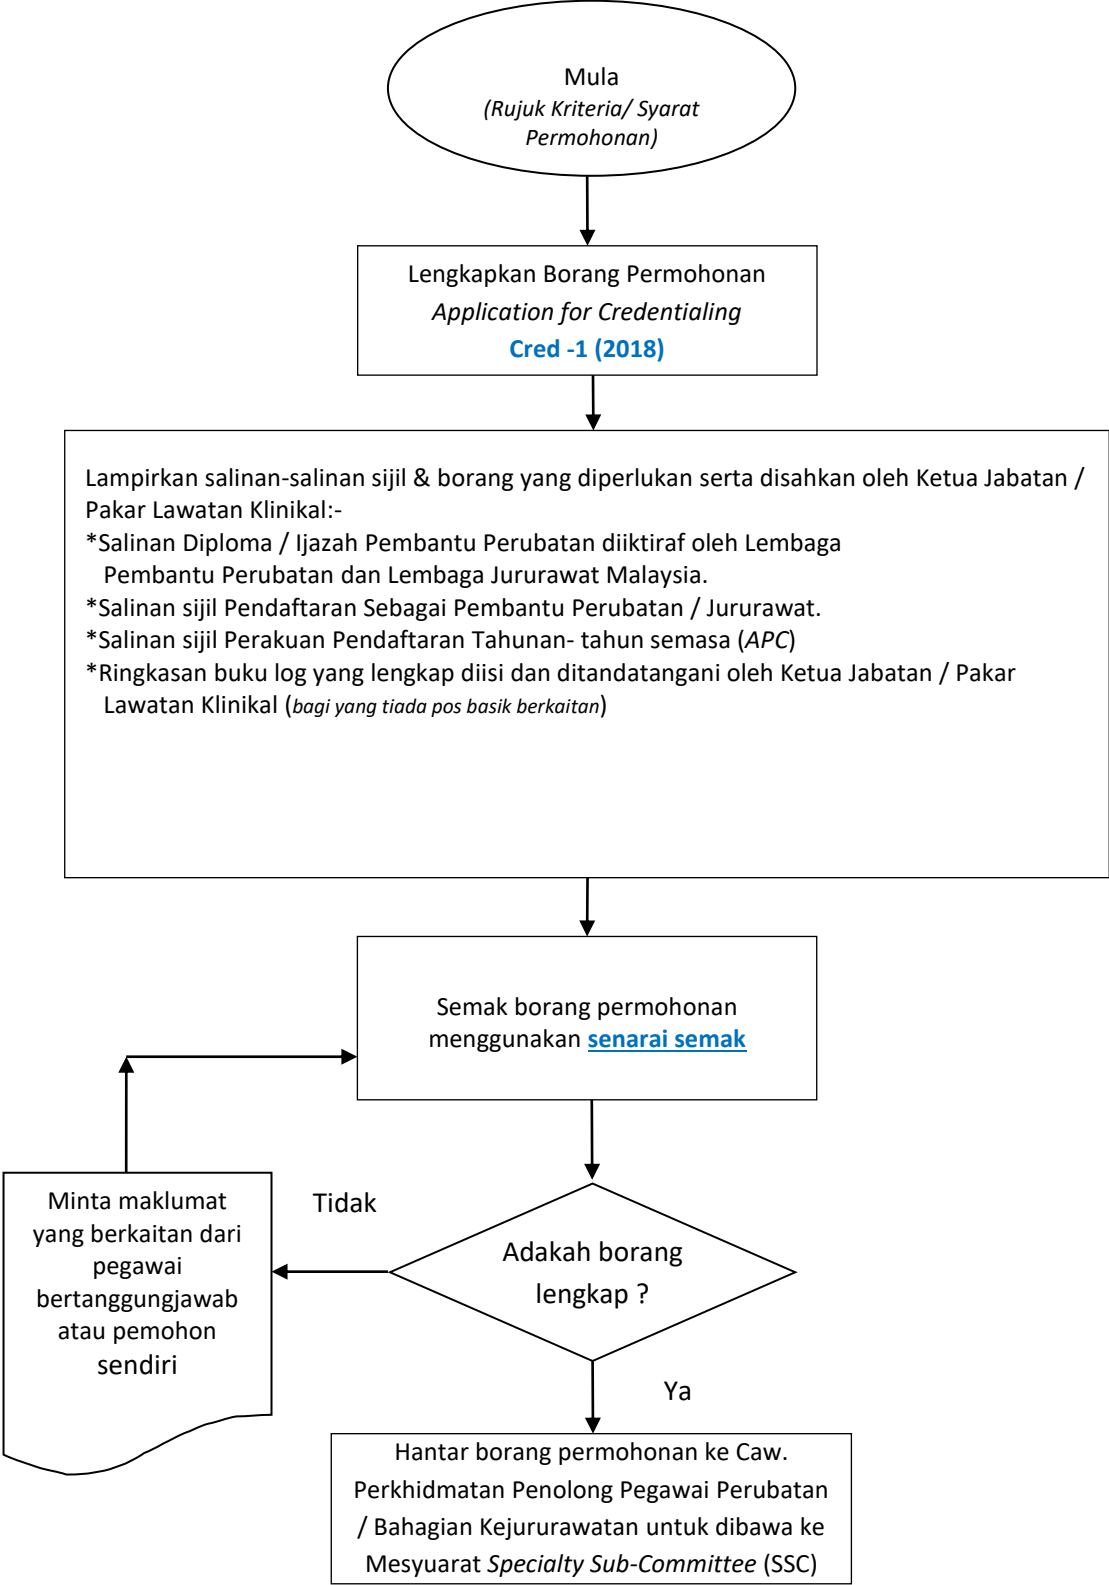 Mula
(Rujuk Kriteria/ Syarat
Permohonan)
Lengkapkan Borang Permohonan
Application for Credentialing
Cred -1 (2018)
Lampirkan salinan-salinan sijil & borang yang diperlukan serta disahkan oleh Ketua Jabatan /
Pakar Lawatan Klinikal:-
*Salinan Diploma / Ijazah Pembantu Perubatan diiktiraf oleh Lembaga
Pembantu Perubatan dan Lembaga Jururawat Malaysia.
*Salinan sijil Pendaftaran Sebagai Pembantu Perubatan / Jururawat.
*Salinan sijil Perakuan Pendaftaran Tahunan- tahun semasa (APC)
*Ringkasan buku log yang lengkap diisi dan ditandatangani oleh Ketua Jabatan / Pakar
Lawatan Klinikal (bagi yang tiada pos basik berkaitan)
Semak borang permohonan
menggunakan senarai semak
Minta maklumat
yang berkaitan dari
pegawai
bertanggungjawab
atau pemohon
sendiri
Tidak
Adakah borang
lengkap ?
Ya
Hantar borang permohonan ke Caw.
Perkhidmatan Penolong Pegawai Perubatan
/ Bahagian Kejururawatan untuk dibawa ke
Mesyuarat Specialty Sub-Committee (SSC)